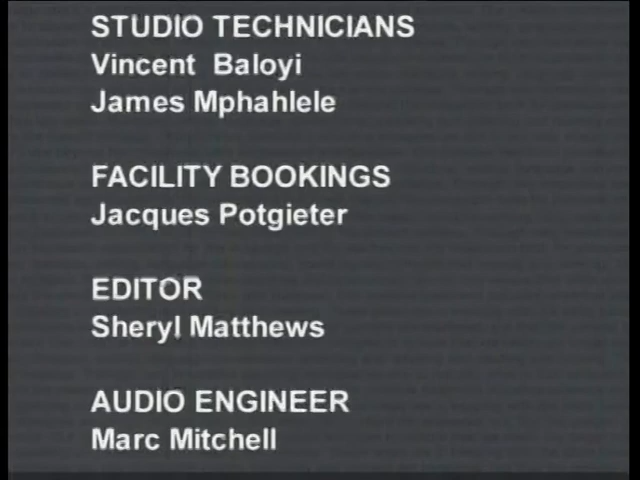 STUDIO TECHNICIANS
Vincent Baloyi
James Mphahlele
FACILITY BOOKINGS
Jacques Potgieter
EDITOR
Sheryl Matthews
AUDIO ENGINEER
Marc Mitchell